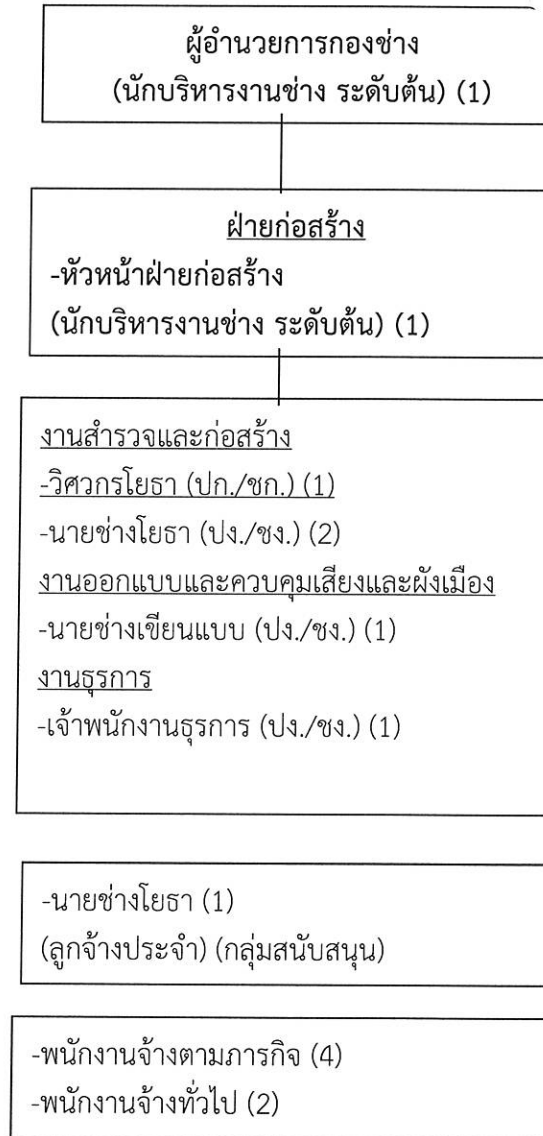 ผู้อำนวยการกองช่าง
(นักบริหารงานช่าง ระดับต้น) (1)
ฝ่ายก่อสร้าง
-หัวหน้าฝ่ายก่อสร้าง
(นักบริหารงานช่าง ระดับต้น) (1)
งานสำรวจและก่อสร้าง
-วิศวกรโยธา (ปก./ชก.) (1)
-นายช่างโยธา (ปง./ชง.) (2)
งานออกแบบและควบคุมเสียงและผังเมือง
-นายช่างเขียนแบบ (ปง./ชง.) (1)
งานธุรการ
-เจ้าพนักงานธุรการ (ปง./ชง.) (1)
-นายช่างโยธา (1)
(ลูกจ้างประจำ) (กลุ่มสนับสนุน)
-พนักงานจ้างตามภารกิจ (4)
-พนักงานจ้างทั่วไป (2)